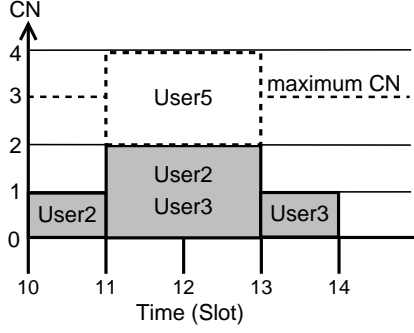 CN
4
User5
maximum CN
3
2
User2
User3
1
User2
User3
0
10 11 12 13 14
Time (Slot)